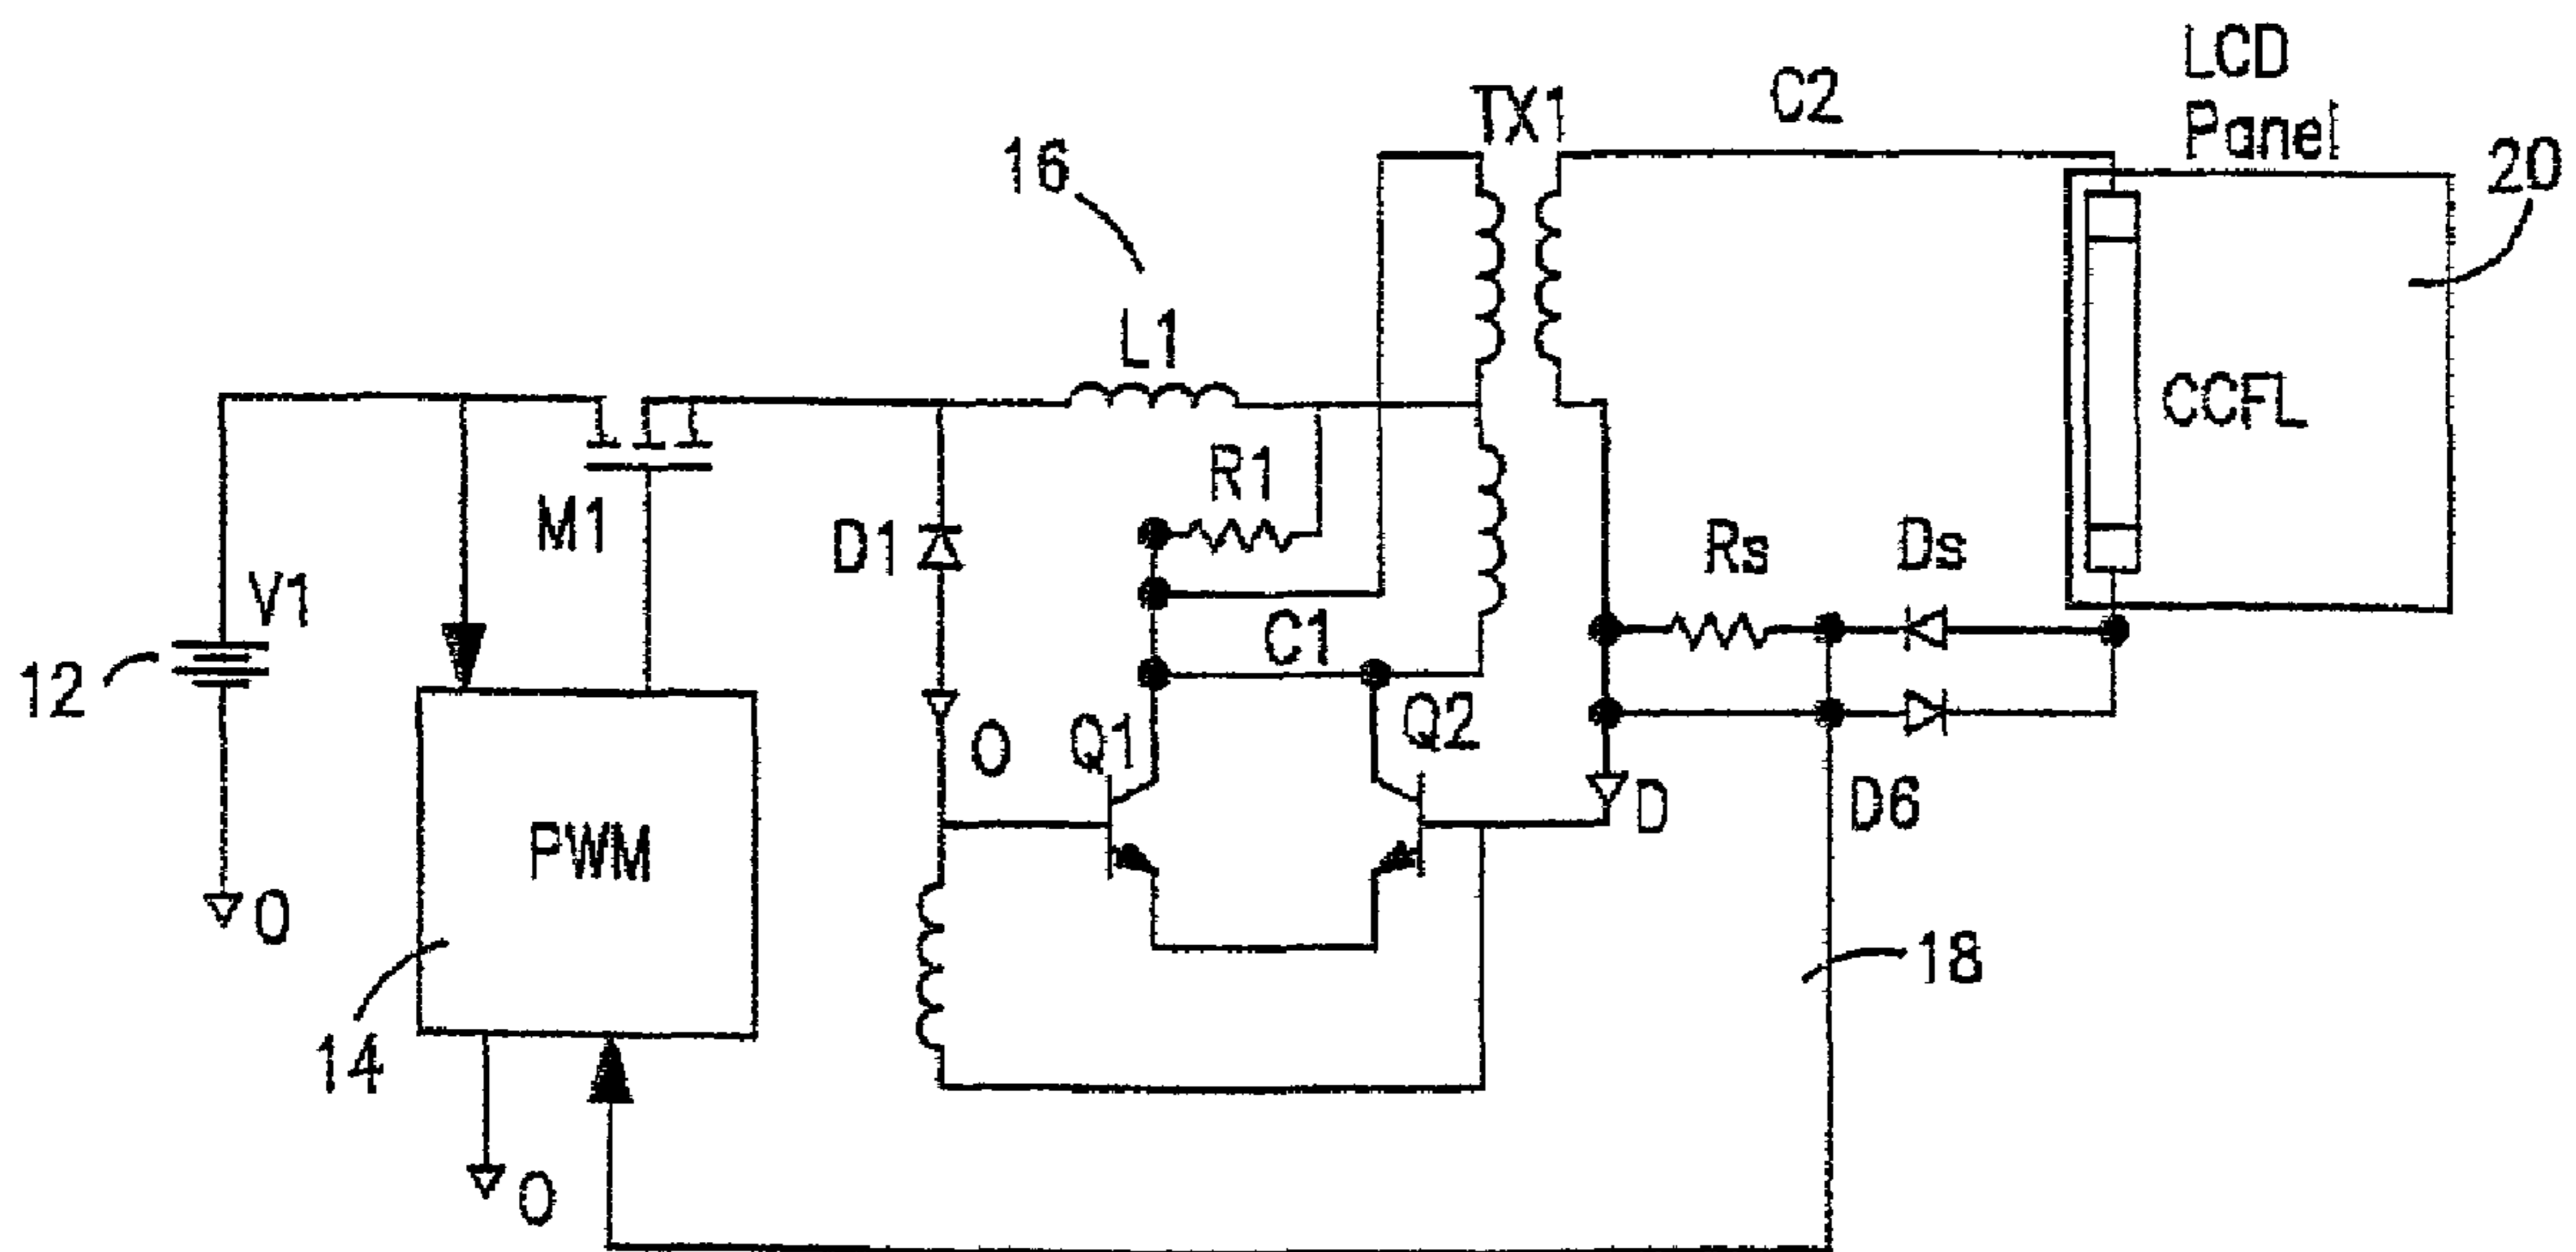 LCD
Panel
TX1
C2
16
20
L1
CCFL
R1
M1
D1
Rs
Ds
V1
C1
12
Q1
Q2
O
D
D6
PWM
O
18
14
O